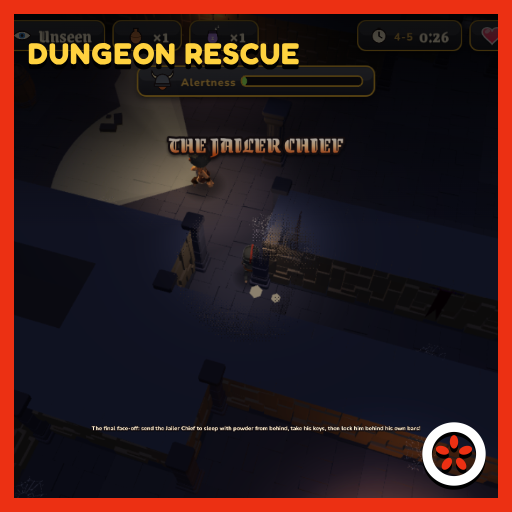 Unseen ×1 ×1 4-5 0:26
DUNGEON RESCUE
Alertness
THE JAILER CHIEF
The final face-off: send the Jailer Chief to sleep with powder from behind, take his keys, then lock him behind his own bars!